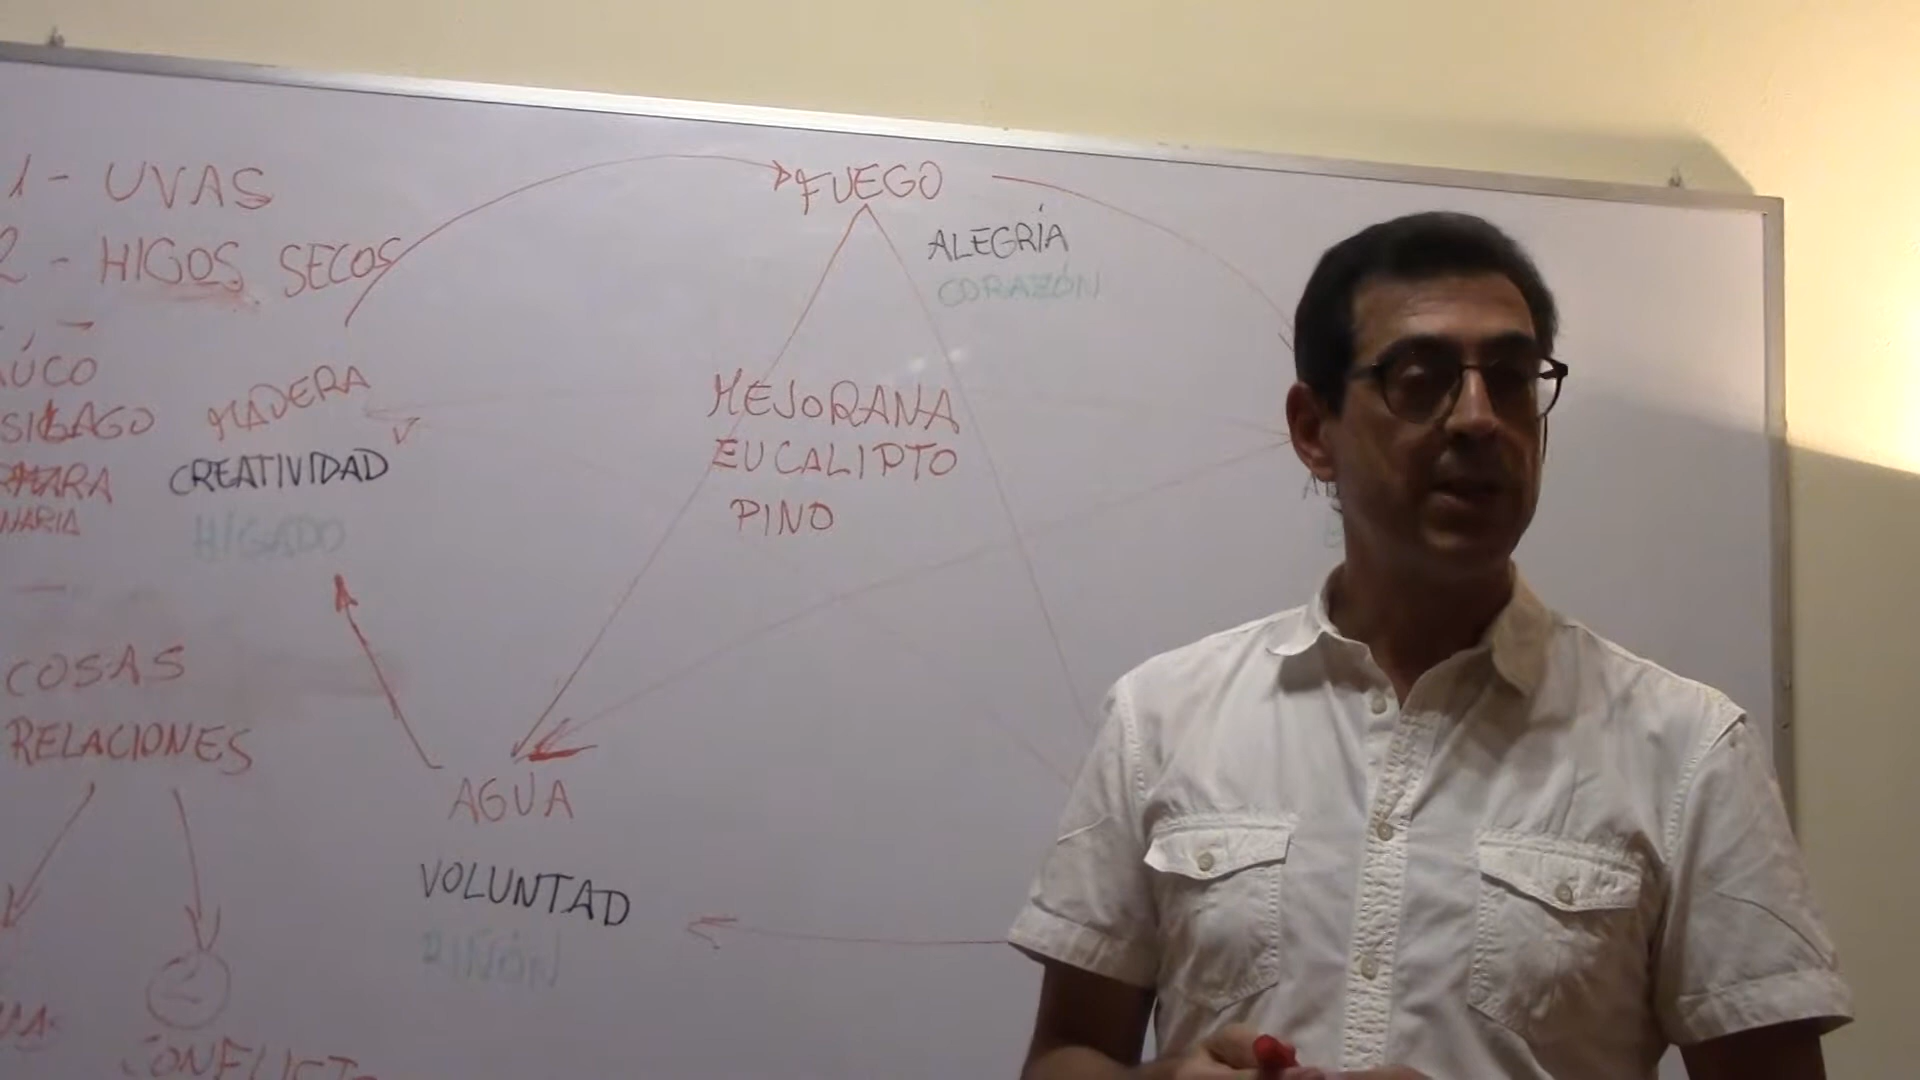 1 - UVAS
2 - HIGOS SECOS
MADERA
CREATIVIDAD
HÍGADO
COSAS
RELACIONES
2
FUEGO
ALEGRÍA
CORAZÓN
MEJORANA
EUCALIPTO
PINO
AGUA
VOLUNTAD
RIÑÓN